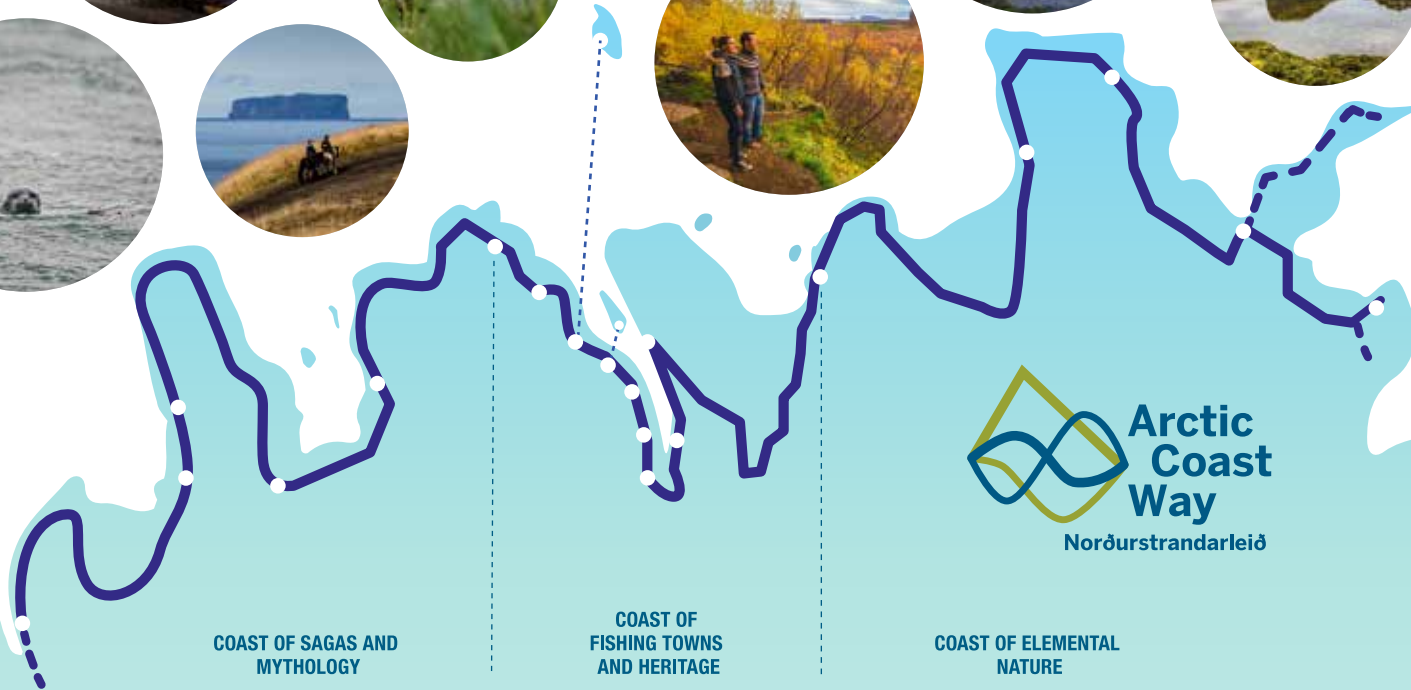 Arctic
Coast
Way
Norðurstrandarleið
COAST OF SAGAS AND
MYTHOLOGY
COAST OF
FISHING TOWNS
AND HERITAGE
COAST OF ELEMENTAL
NATURE